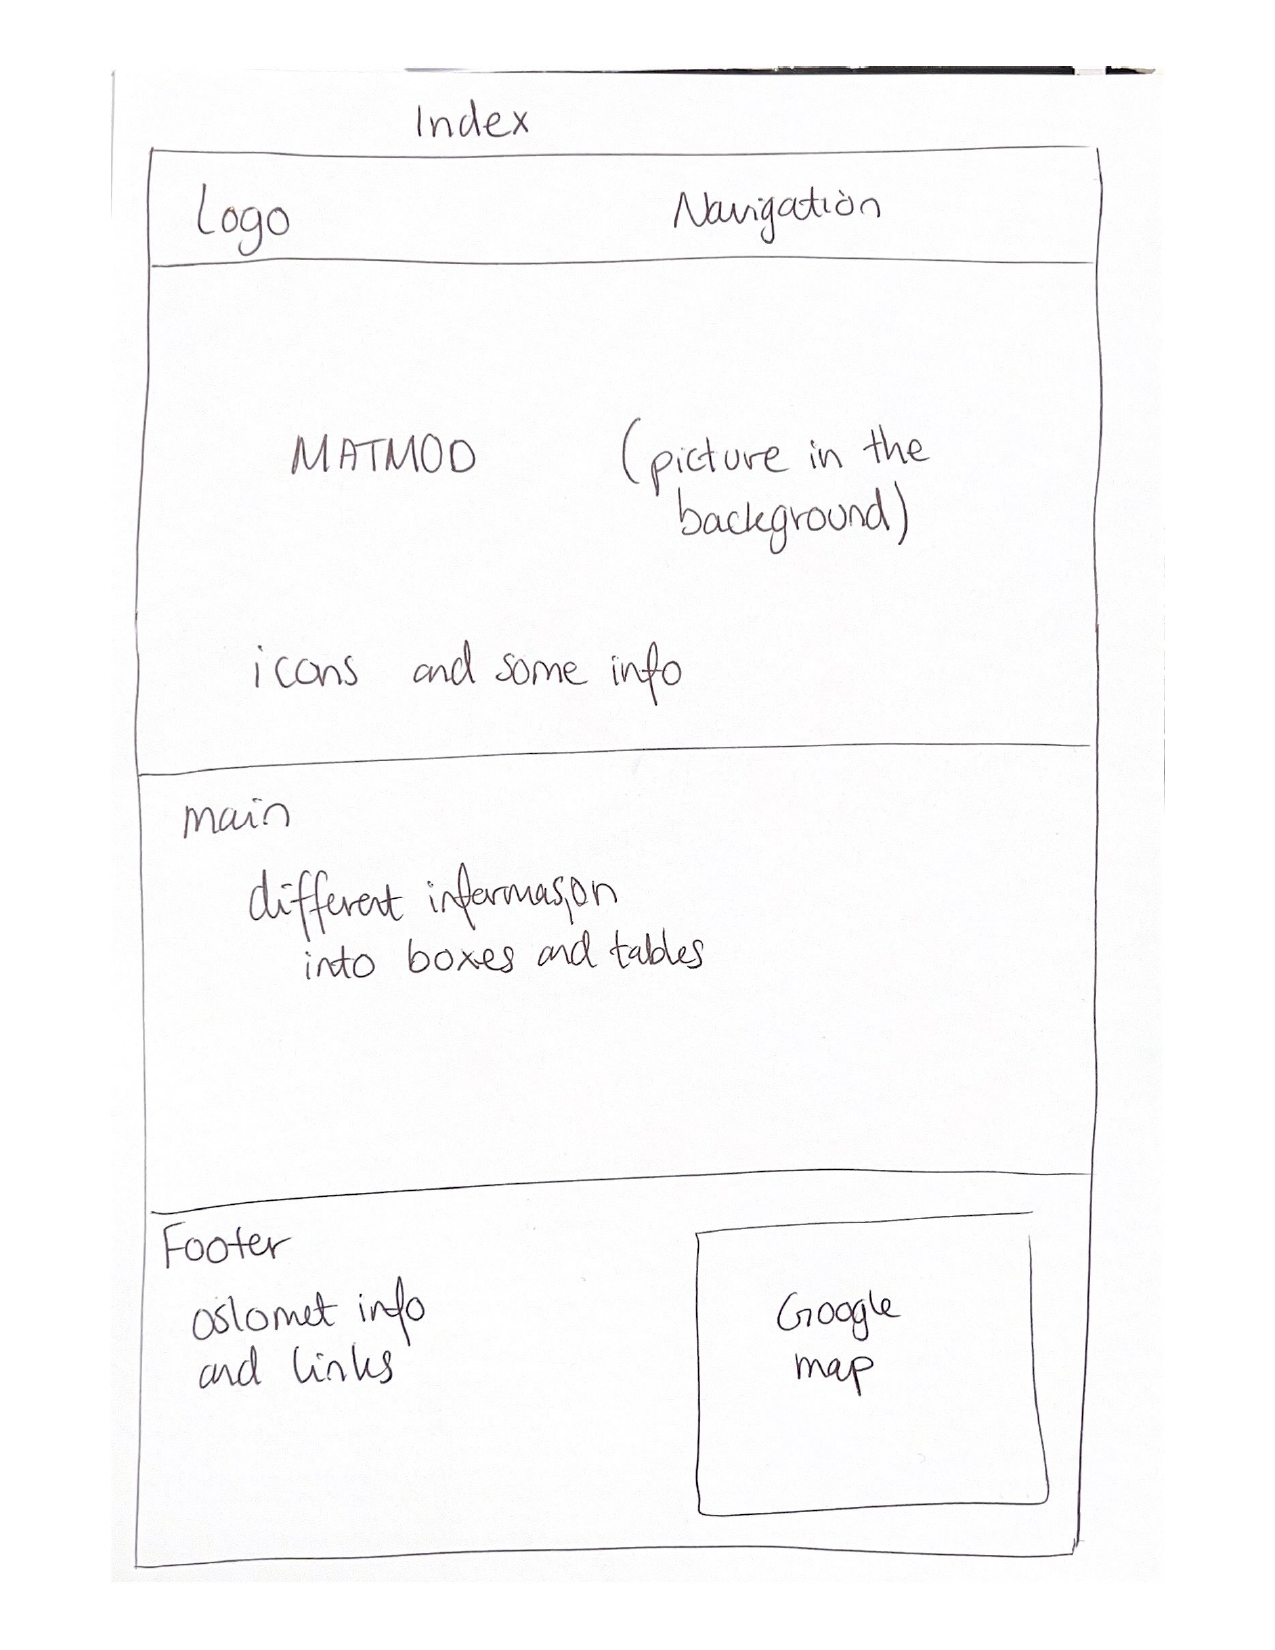 Index
Logo Navigation
MATMOD (picture in the
background)
icons and some info
main
different informasjon
into boxes and tables
Footer
oslomet info
and links
Google
map